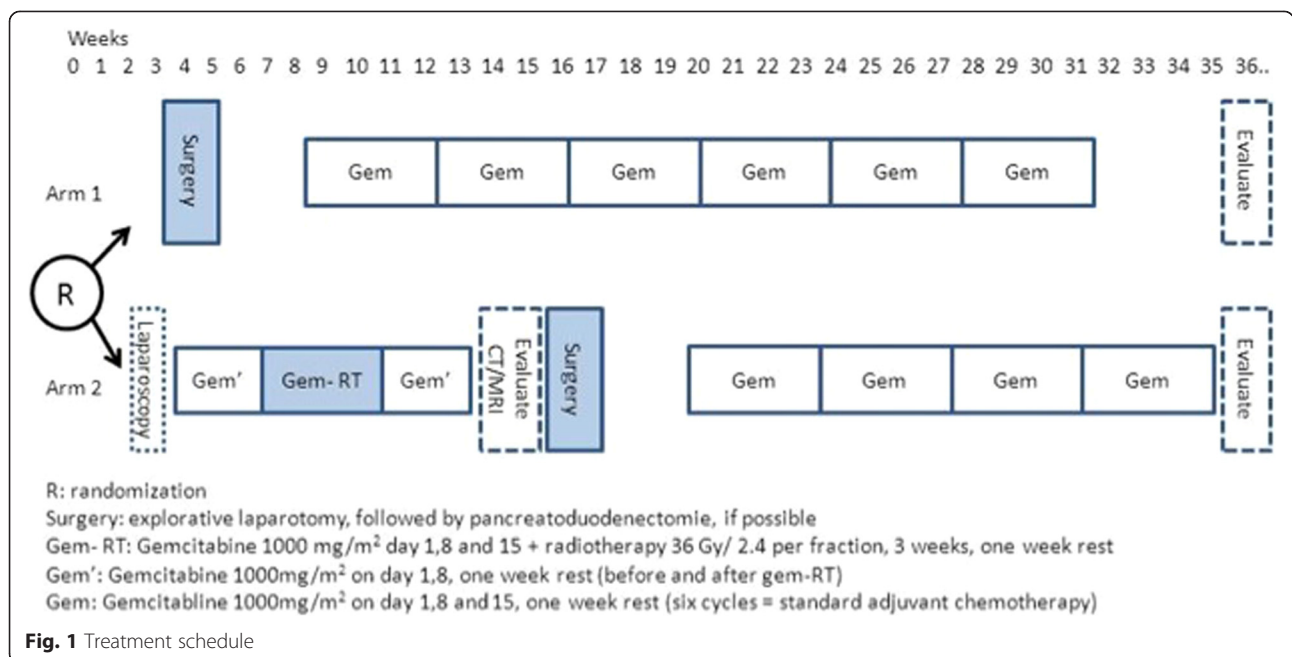 Weeks
0 1 2 3 4 5 6 7 8 9 10 11 12 13 14 15 16 17 18 19 20 21 22 23 24 25 26 27 28 29 30 31 32 33 34 35 36..
Arm 1
Surgery
Gem Gem Gem Gem Gem Gem
Evaluate
R
Arm 2
Laparoscopy
Gem' Gem- RT Gem'
Evaluate
CT/MRI
Surgery
Gem Gem Gem Gem
Evaluate
R: randomization
Surgery: explorative laparotomy, followed by pancreatoduodenectomie, if possible
Gem- RT: Gemcitabine 1000 mg/m² day 1,8 and 15 + radiotherapy 36 Gy/ 2.4 per fraction, 3 weeks, one week rest
Gem': Gemcitabine 1000mg/m² on day 1,8, one week rest (before and after gem-RT)
Gem: Gemcitabline 1000mg/m² on day 1,8 and 15, one week rest (six cycles = standard adjuvant chemotherapy)
Fig. 1 Treatment schedule